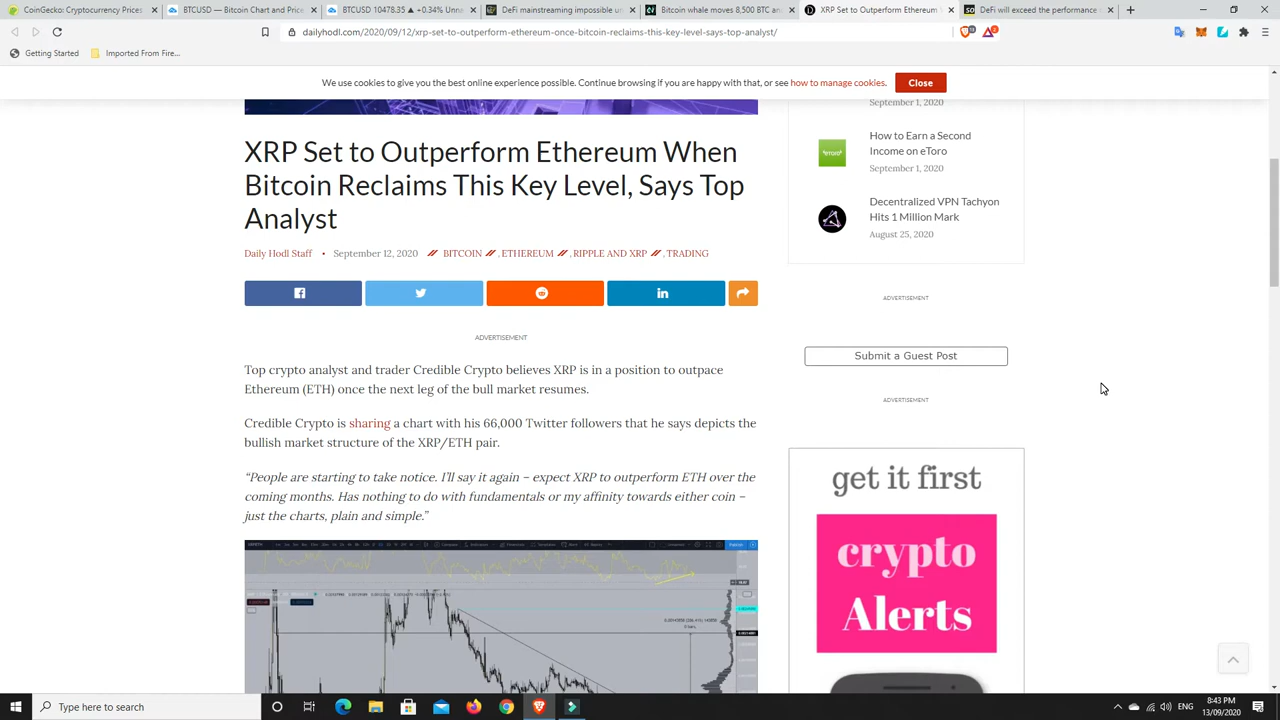 CoinGecko: Cryptocurrency Prices
BTCUSD — Bitcoin Chart and Price
BTCUSD 10478.35 ▲ +0.34% Unna
DeFi mainstreaming impossible un
Bitcoin whale moves 8,500 BTC an
XRP Set to Outperform Ethereum
DeFi will exceed the performance
dailyhodl.com/2020/09/12/xrp-set-to-outperform-ethereum-once-bitcoin-reclaims-this-key-level-says-top-analyst/
Getting Started
Imported From Fire...
We use cookies to give you the best online experience possible. Continue browsing if you are happy with that, or see how to manage cookies.
Close
XRP Set to Outperform Ethereum When
Bitcoin Reclaims This Key Level, Says Top
Analyst
Daily Hodl Staff • September 12, 2020 // BITCOIN // , ETHEREUM // , RIPPLE AND XRP // , TRADING
ADVERTISEMENT
Top crypto analyst and trader Credible Crypto believes XRP is in a position to outpace
Ethereum (ETH) once the next leg of the bull market resumes.
Credible Crypto is sharing a chart with his 66,000 Twitter followers that he says depicts the
bullish market structure of the XRP/ETH pair.
“People are starting to take notice. I’ll say it again – expect XRP to outperform ETH over the
coming months. Has nothing to do with fundamentals or my affinity towards either coin –
just the charts, plain and simple.”
September 1, 2020
eToro
How to Earn a Second
Income on eToro
September 1, 2020
Decentralized VPN Tachyon
Hits 1 Million Mark
August 25, 2020
ADVERTISEMENT
Submit a Guest Post
ADVERTISEMENT
get it first
crypto
Alerts
Type here to search
ENG
8:43 PM
13/09/2020